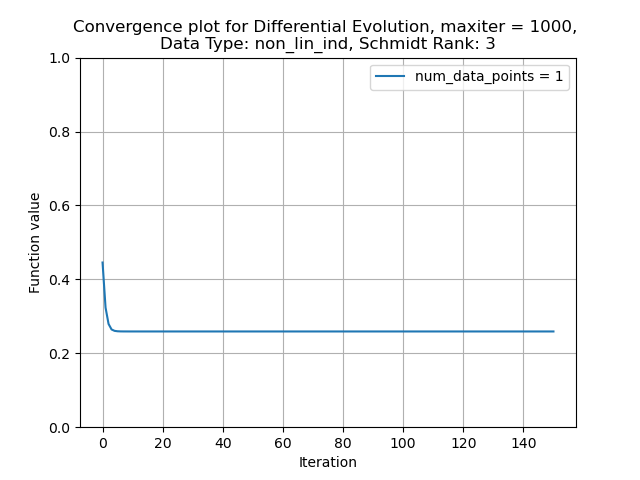 Convergence plot for Differential Evolution, maxiter = 1000,
Data Type: non_lin_ind, Schmidt Rank: 3
num_data_points = 1
1.0
0.8
0.6
0.4
0.2
0.0
Function value
0 20 40 60 80 100 120 140
Iteration